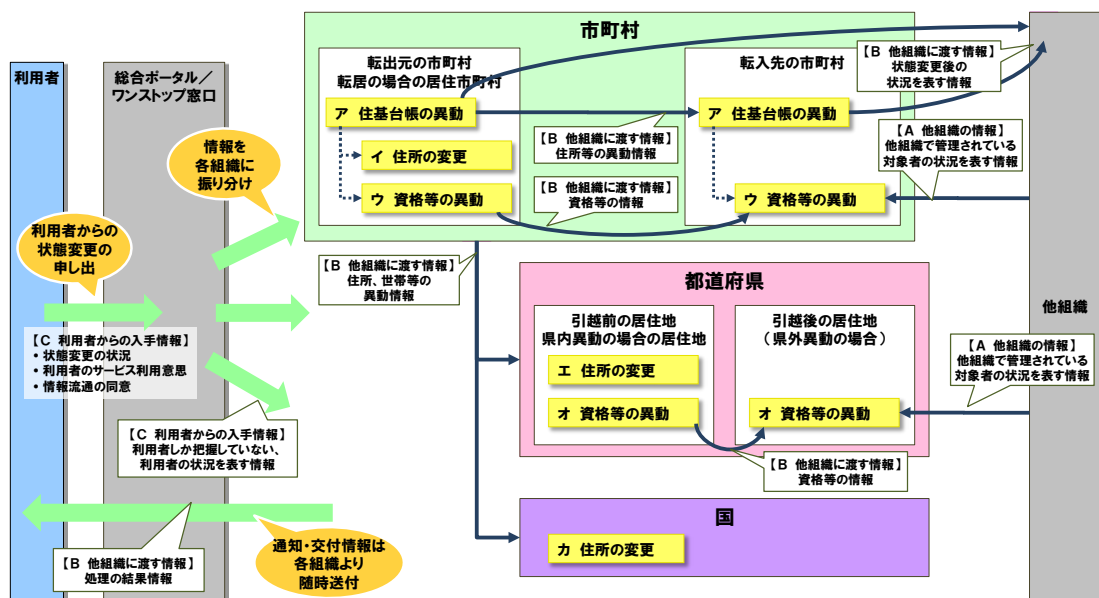 利用者
総合ポータル/
ワンストップ窓口
市町村
転出元の市町村
転居の場合の居住市町村
ア 住基台帳の異動
イ 住所の変更
ウ 資格等の異動
転入先の市町村
ア 住基台帳の異動
ウ 資格等の異動
【B 他組織に渡す情報】
住所等の異動情報
【B 他組織に渡す情報】
資格等の情報
【B 他組織に渡す情報】
状態変更後の
状況を表す情報
【A 他組織の情報】
他組織で管理されている
対象者の状況を表す情報
他組織
情報を
各組織に
振り分け
利用者からの
状態変更の
申し出
【C 利用者からの入手情報】
・状態変更の状況
・利用者のサービス利用意思
・情報流通の同意
【B 他組織に渡す情報】
住所、世帯等の
異動情報
都道府県
引越前の居住地
県内異動の場合の居住地
エ 住所の変更
オ 資格等の異動
引越後の居住地
(県外異動の場合)
オ 資格等の異動
【A 他組織の情報】
他組織で管理されている
対象者の状況を表す情報
【C 利用者からの入手情報】
利用者しか把握していない、
利用者の状況を表す情報
【B 他組織に渡す情報】
資格等の情報
国
カ 住所の変更
通知・交付情報は
各組織より
随時送付
【B 他組織に渡す情報】
処理の結果情報